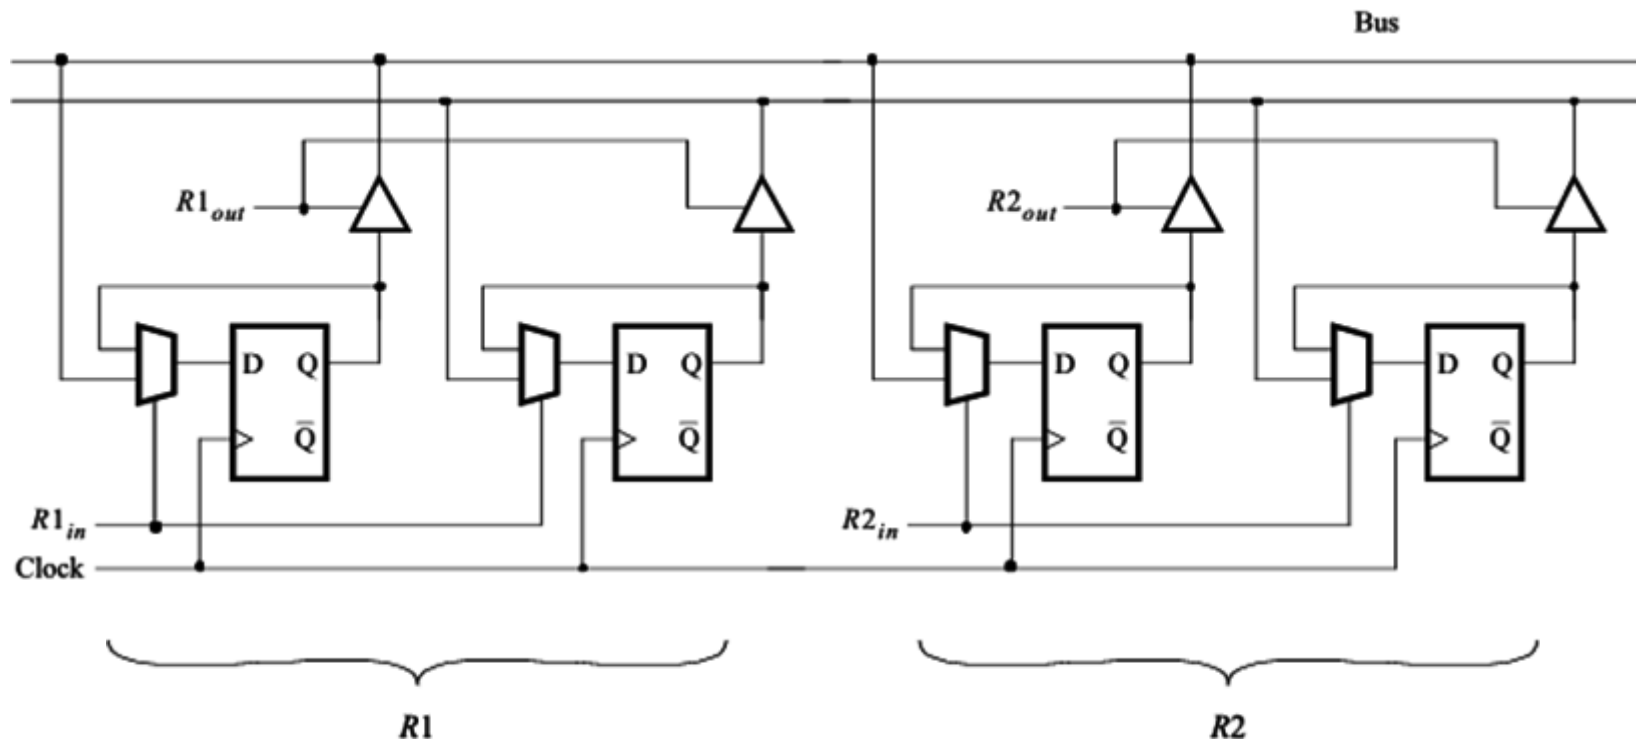 Bus
R1out R2out
D Q D Q D Q D Q
Q̅ Q̅ Q̅ Q̅
R1in R2in
Clock
R1 R2